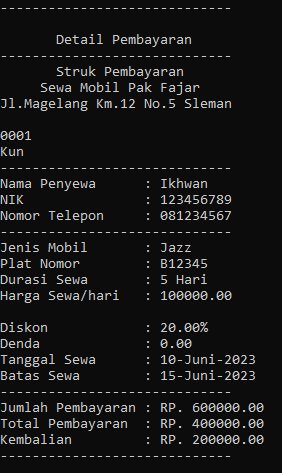 -----------------------------
Detail Pembayaran
-----------------------------
Struk Pembayaran
Sewa Mobil Pak Fajar
Jl.Magelang Km.12 No.5 Sleman
0001
Kun
-----------------------------
Nama Penyewa : Ikhwan
NIK : 123456789
Nomor Telepon : 081234567
-----------------------------
Jenis Mobil : Jazz
Plat Nomor : B12345
Durasi Sewa : 5 Hari
Harga Sewa/hari : 100000.00
Diskon : 20.00%
Denda : 0.00
Tanggal Sewa : 10-Juni-2023
Batas Sewa : 15-Juni-2023
-----------------------------
Jumlah Pembayaran : RP. 600000.00
Total Pembayaran : RP. 400000.00
Kembalian : RP. 200000.00
-----------------------------